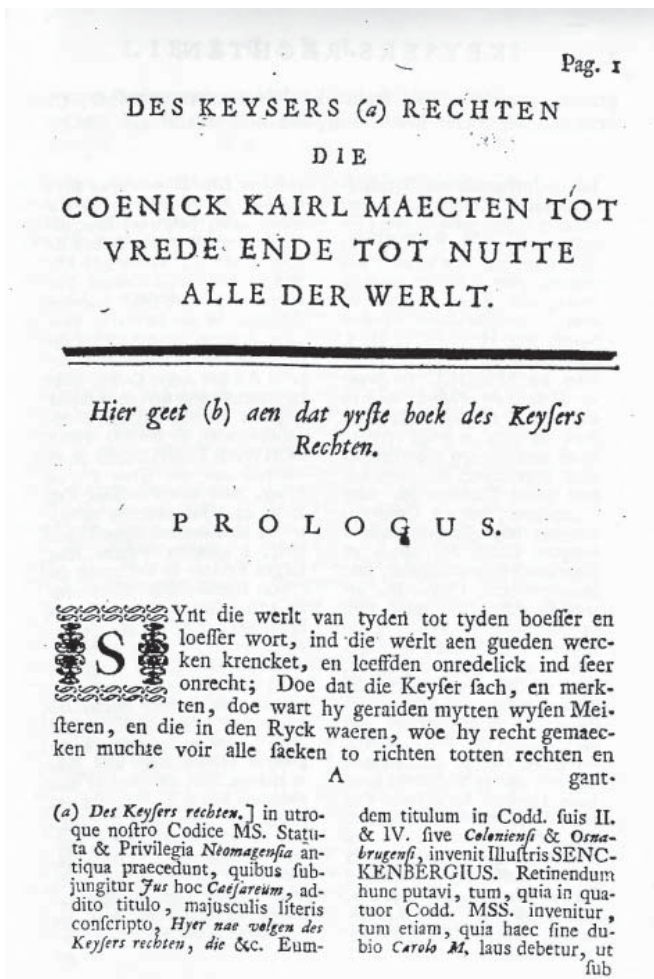 Pag. 1
DES KEYSERS (a) RECHTEN
DIE
COENICK KAIRL MAECTEN TOT
VREDE ENDE TOT NUTTE
ALLE DER WERLT.
Hier geet (b) aen dat yrſte boek des Keyſers
Rechten.
PROLOGUS.
SYnt die werlt van tyden tot tyden boeſſer en
loeſſer wort, ind die werlt aen gueden werc-
ken krencket, en leeffden onredelick ind ſeer
onrecht; Doe dat die Keyſer ſach, en merk-
ten, doe wart hy geraiden mytten wyſen Mei-
ſteren, en die in den Ryck waeren, woe hy recht gemaec-
ken muchte voir alle ſaeken to richten totten rechten en
A gant-
(a) Des Keyſers rechten.] in utro-
que noſtro Codice MS. Statu-
ta & Privilegia Neomagenſia an-
tiqua praecedunt, quibus ſub-
jungitur Jus hoc Caeſareum, ad-
dito titulo, majusculis literis
conſcripto, Hyer nae volgen des
Keyſers rechten, die &c. Eum-
dem titulum in Codd. ſuis II.
& IV. ſive Colonienſi & Osna-
brugenſi, invenit Illuſtris SENC-
KENBERGIUS. Retinendum
hunc putavi, tum, quia in qua-
tuor Codd. MSS. invenitur,
tum etiam, quia haec ſine du-
bio Carolo M. laus debetur, ut
ſub